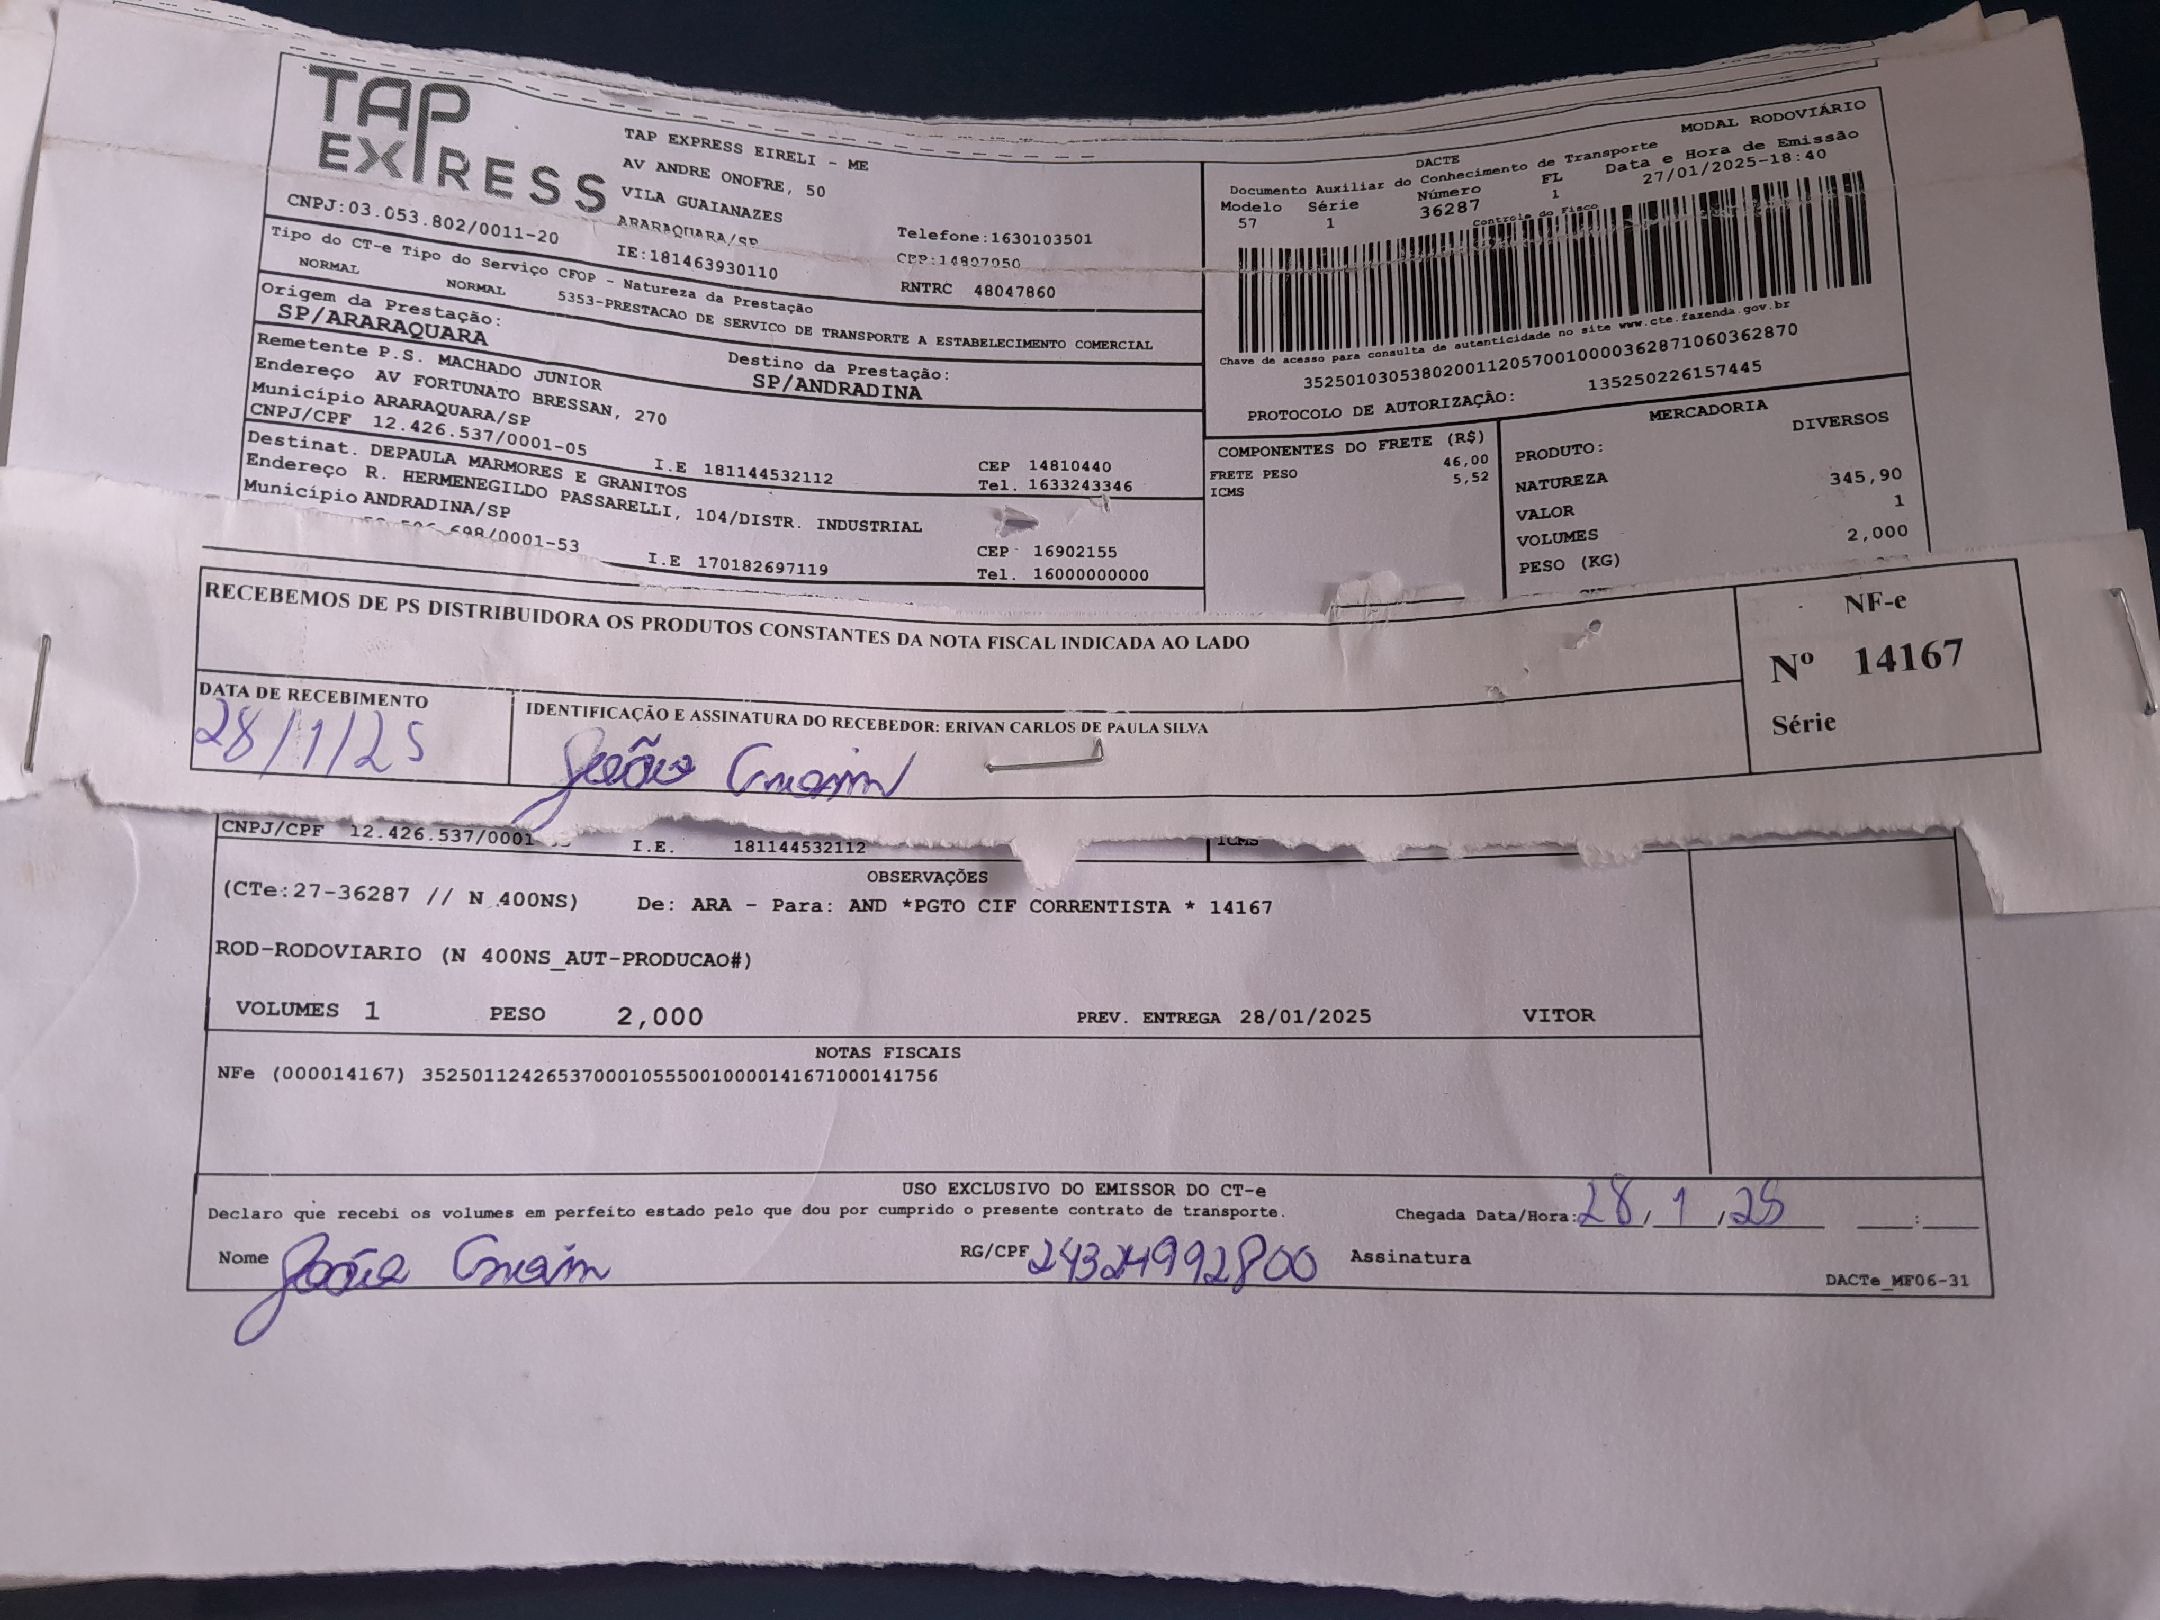 TAP
EXPRESS
TAP EXPRESS EIRELI - ME
AV ANDRE ONOFRE, 50
VILA GUAIANAZES
ARARAQUARA/SP
CNPJ:03.053.802/0011-20
IE:181463930110
Telefone:1630103501
CEP:14807050
RNTRC 48047860
Tipo do CT-e Tipo do Serviço CFOP - Natureza da Prestação
NORMAL NORMAL 5353-PRESTACAO DE SERVICO DE TRANSPORTE A ESTABELECIMENTO COMERCIAL
Origem da Prestação:
SP/ARARAQUARA
Destino da Prestação:
SP/ANDRADINA
Remetente P.S. MACHADO JUNIOR
Endereço AV FORTUNATO BRESSAN, 270
Município ARARAQUARA/SP
CNPJ/CPF 12.426.537/0001-05
I.E 181144532112
CEP 14810440
Tel. 1633243346
Destinat. DEPAULA MARMORES E GRANITOS
Endereço R. HERMENEGILDO PASSARELLI, 104/DISTR. INDUSTRIAL
Município ANDRADINA/SP
698/0001-53
I.E 170182697119
CEP 16902155
Tel. 16000000000
MODAL RODOVIÁRIO
DACTE
Documento Auxiliar do Conhecimento de Transporte
Modelo Série Número FL Data e Hora de Emissão
57 1 36287 1 27/01/2025-18:40
Controle do Fisco
Chave de acesso para consulta de autenticidade no site www.cte.fazenda.gov.br
35250103053802001120570010000362871060362870
PROTOCOLO DE AUTORIZAÇÃO: 135250226157445
COMPONENTES DO FRETE (R$)
FRETE PESO 46,00
ICMS 5,52
MERCADORIA
PRODUTO: DIVERSOS
NATUREZA
VALOR 345,90
VOLUMES 1
PESO (KG) 2,000
RECEBEMOS DE PS DISTRIBUIDORA OS PRODUTOS CONSTANTES DA NOTA FISCAL INDICADA AO LADO
DATA DE RECEBIMENTO
28/1/25
IDENTIFICAÇÃO E ASSINATURA DO RECEBEDOR: ERIVAN CARLOS DE PAULA SILVA
João
NF-e
Nº 14167
Série
CNPJ/CPF 12.426.537/0001
I.E. 181144532112
ICMS
OBSERVAÇÕES
(CTe:27-36287 // N 400NS) De: ARA - Para: AND *PGTO CIF CORRENTISTA * 14167
ROD-RODOVIARIO (N 400NS_AUT-PRODUCAO#)
VOLUMES 1 PESO 2,000 PREV. ENTREGA 28/01/2025 VITOR
NOTAS FISCAIS
NFe (000014167) 35250112426537000105550010000141671000141756
USO EXCLUSIVO DO EMISSOR DO CT-e
Declaro que recebi os volumes em perfeito estado pelo que dou por cumprido o presente contrato de transporte.
Chegada Data/Hora: 28/1/25 __:__
Nome João
RG/CPF 24324992800
Assinatura
DACTe_MF06-31